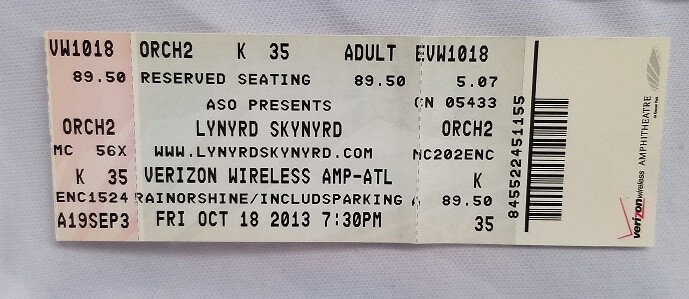 VW1018 ORCH2 K 35 ADULT EVW1018
89.50 RESERVED SEATING 89.50 5.07
ASO PRESENTS CN 05433
ORCH2 LYNYRD SKYNYRD ORCH2
MC 56X WWW.LYNYRDSKYNYRD.COM MC202ENC
K 35 VERIZON WIRELESS AMP-ATL K
ENC1524 RAINORSHINE/INCLUDSPARKING 89.50
A19SEP3 FRI OCT 18 2013 7:30PM 35
845522451155
verizon wireless AMPHITHEATRE